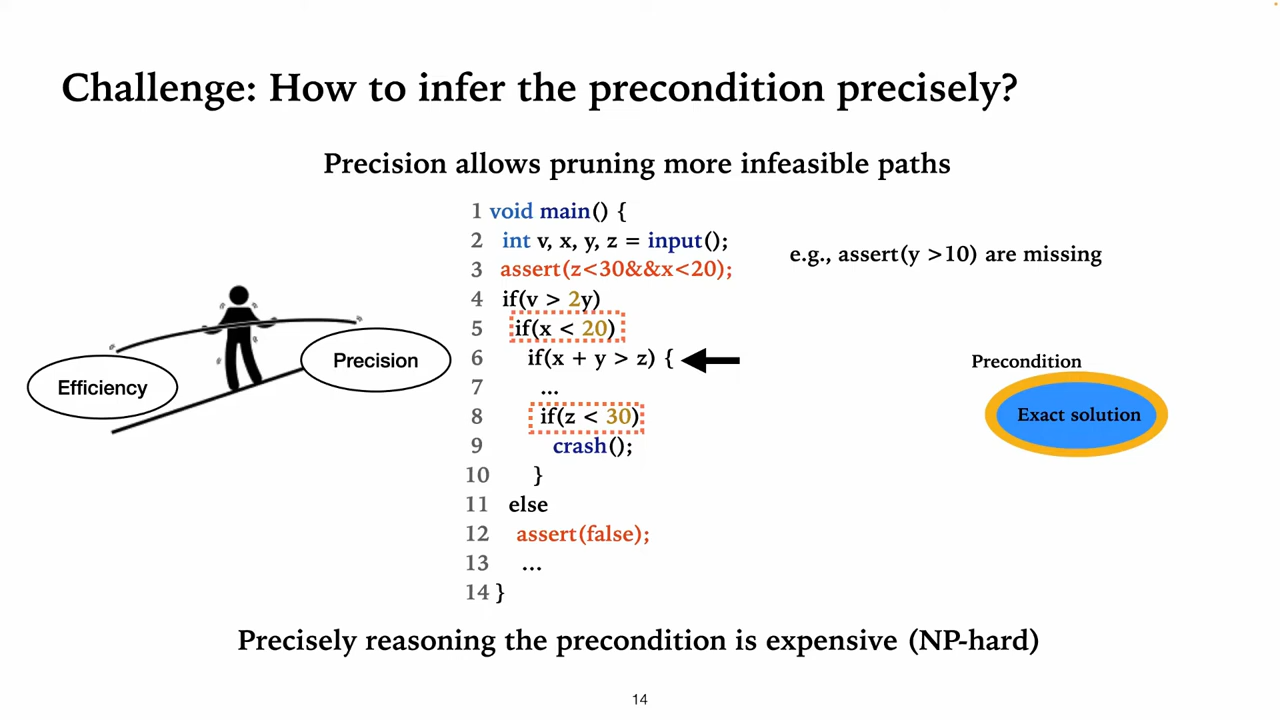 Challenge: How to infer the precondition precisely?
Precision allows pruning more infeasible paths
1 void main() {
2 int v, x, y, z = input();
3 assert(z<30&&x<20);
4 if(v > 2y)
5 if(x < 20)
6 if(x + y > z) {
7 ...
8 if(z < 30)
9 crash();
10 }
11 else
12 assert(false);
13 ...
14 }
e.g., assert(y >10) are missing
Efficiency
Precision
Precondition
Exact solution
Precisely reasoning the precondition is expensive (NP-hard)
14